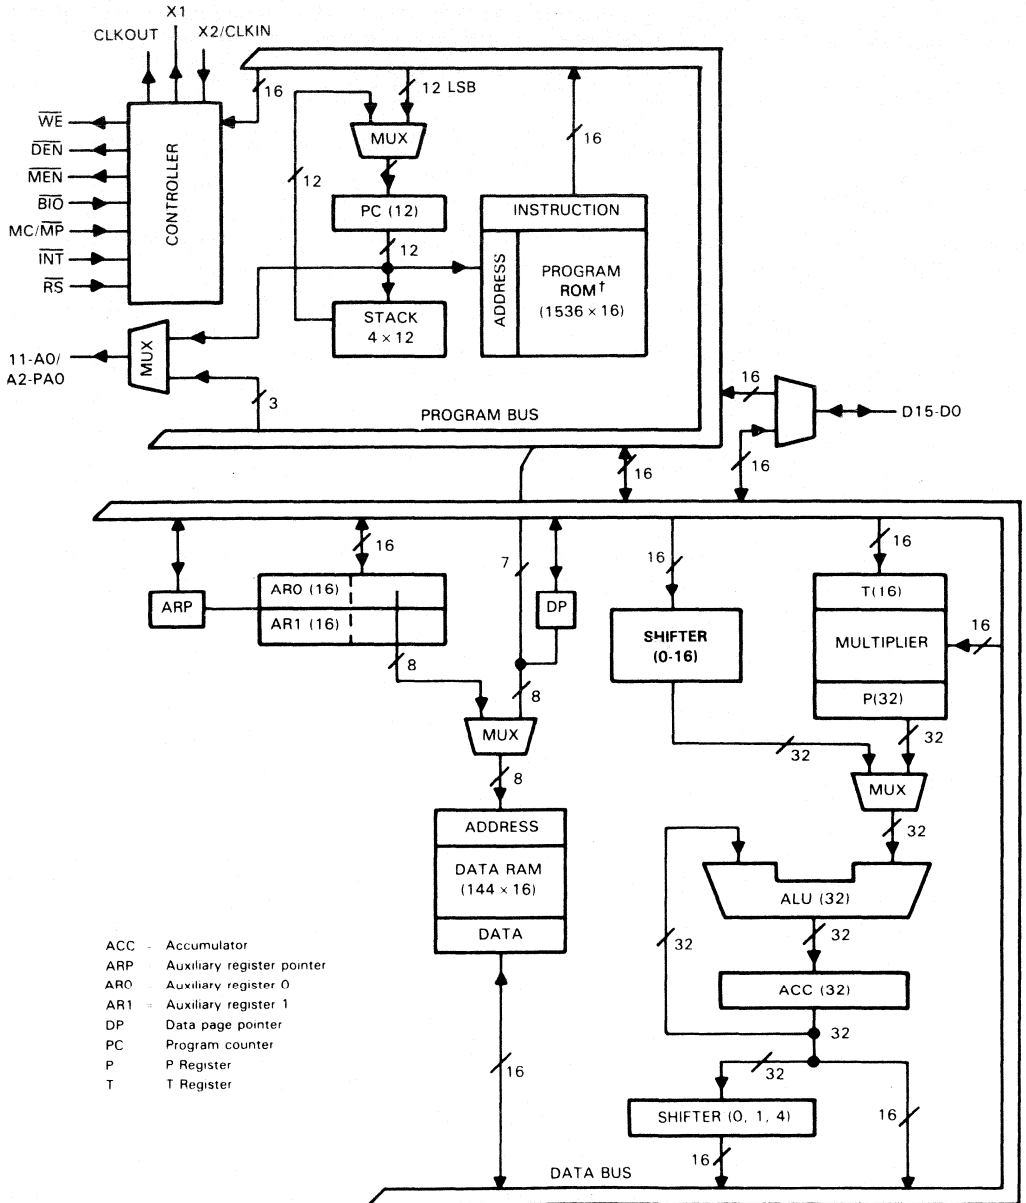 X1
CLKOUT
X2/CLKIN
16
12 LSB
WE
DEN
MEN
BIO
MC/MP
INT
RS
CONTROLLER
MUX
12
16
PC (12)
12
INSTRUCTION
ADDRESS
PROGRAM
ROM†
(1536 × 16)
STACK
4 × 12
MUX
11-A0/
A2-PA0
3
PROGRAM BUS
16
D15-D0
16
16
16
7
16
16
ARP
AR0 (16)
AR1 (16)
DP
SHIFTER
(0-16)
T(16)
MULTIPLIER
P(32)
16
8
8
MUX
32
32
MUX
8
32
ADDRESS
DATA RAM
(144 × 16)
DATA
ALU (32)
32
32
ACC (32)
32
32
ACC - Accumulator
ARP Auxiliary register pointer
AR0 Auxiliary register 0
AR1 = Auxiliary register 1
DP Data page pointer
PC Program counter
P P Register
T T Register
16
SHIFTER (0, 1, 4)
16
16
DATA BUS